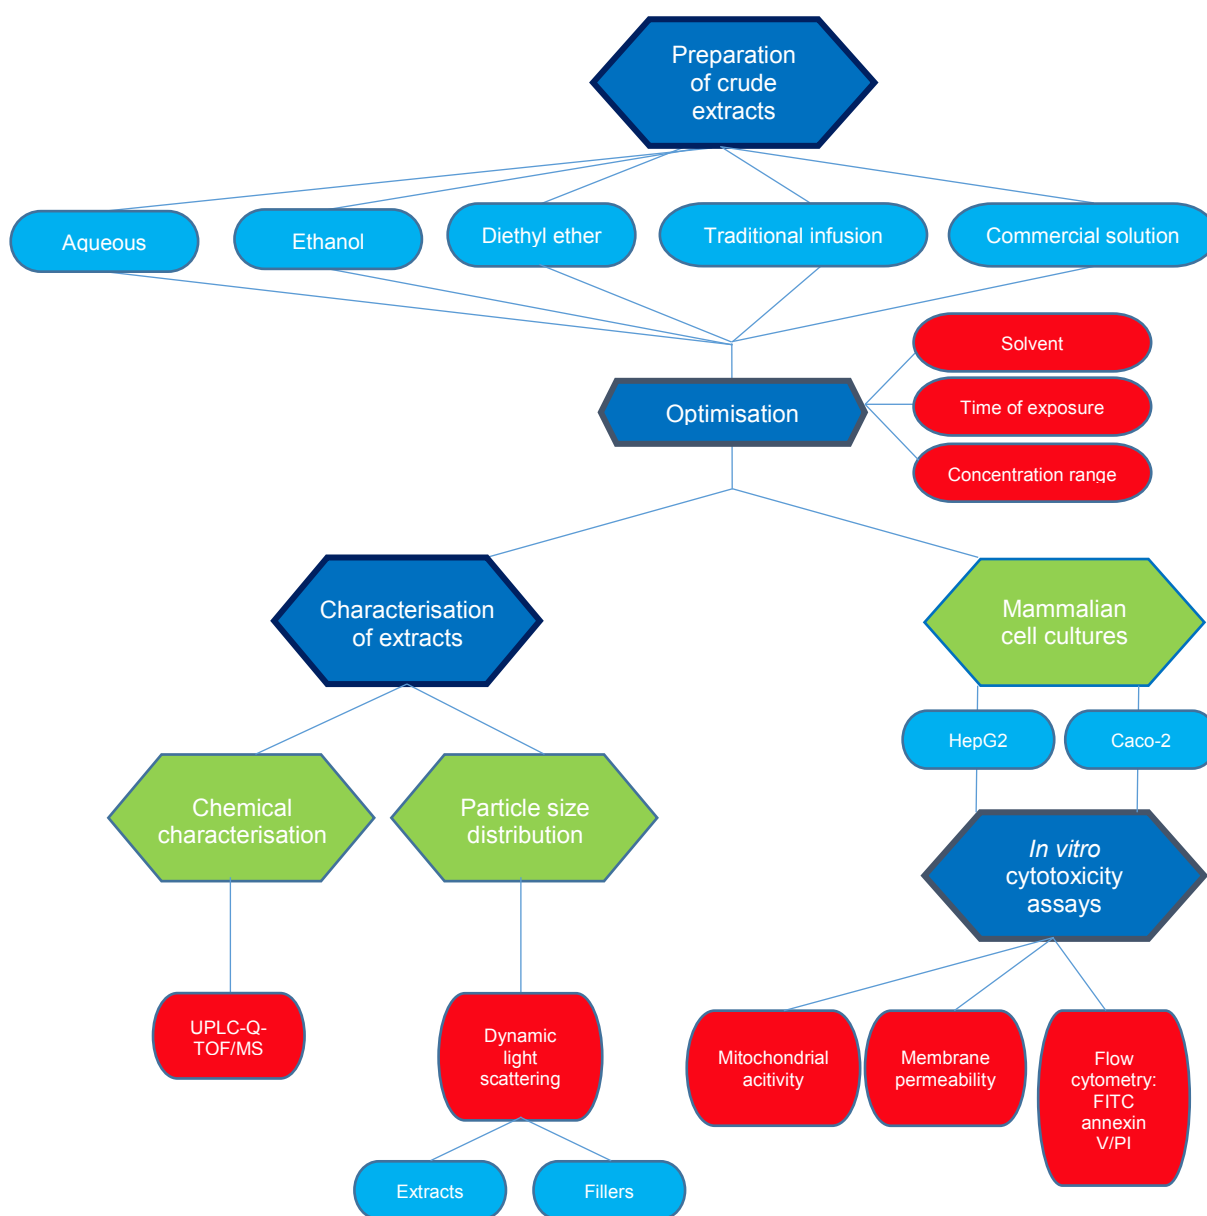 Preparation
of crude
extracts
Aqueous
Ethanol
Diethyl ether
Traditional infusion
Commercial solution
Solvent
Optimisation
Time of exposure
Concentration range
Characterisation
of extracts
Mammalian
cell cultures
HepG2
Caco-2
Chemical
characterisation
Particle size
distribution
In vitro
cytotoxicity
assays
UPLC-Q-
TOF/MS
Dynamic
light
scattering
Mitochondrial
acitivity
Membrane
permeability
Flow
cytometry:
FITC
annexin
V/PI
Extracts
Fillers